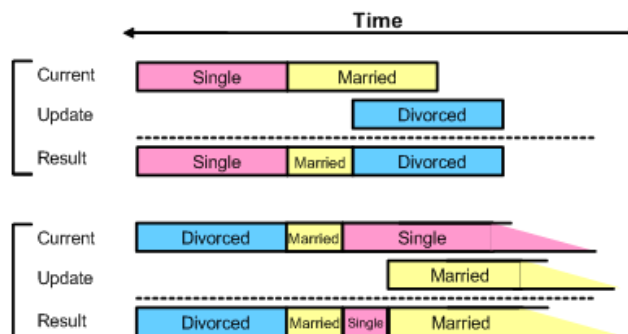 Time
Current Single Married
Update Divorced
Result Single Married Divorced
Current Divorced Married Single
Update Married
Result Divorced Married Single Married